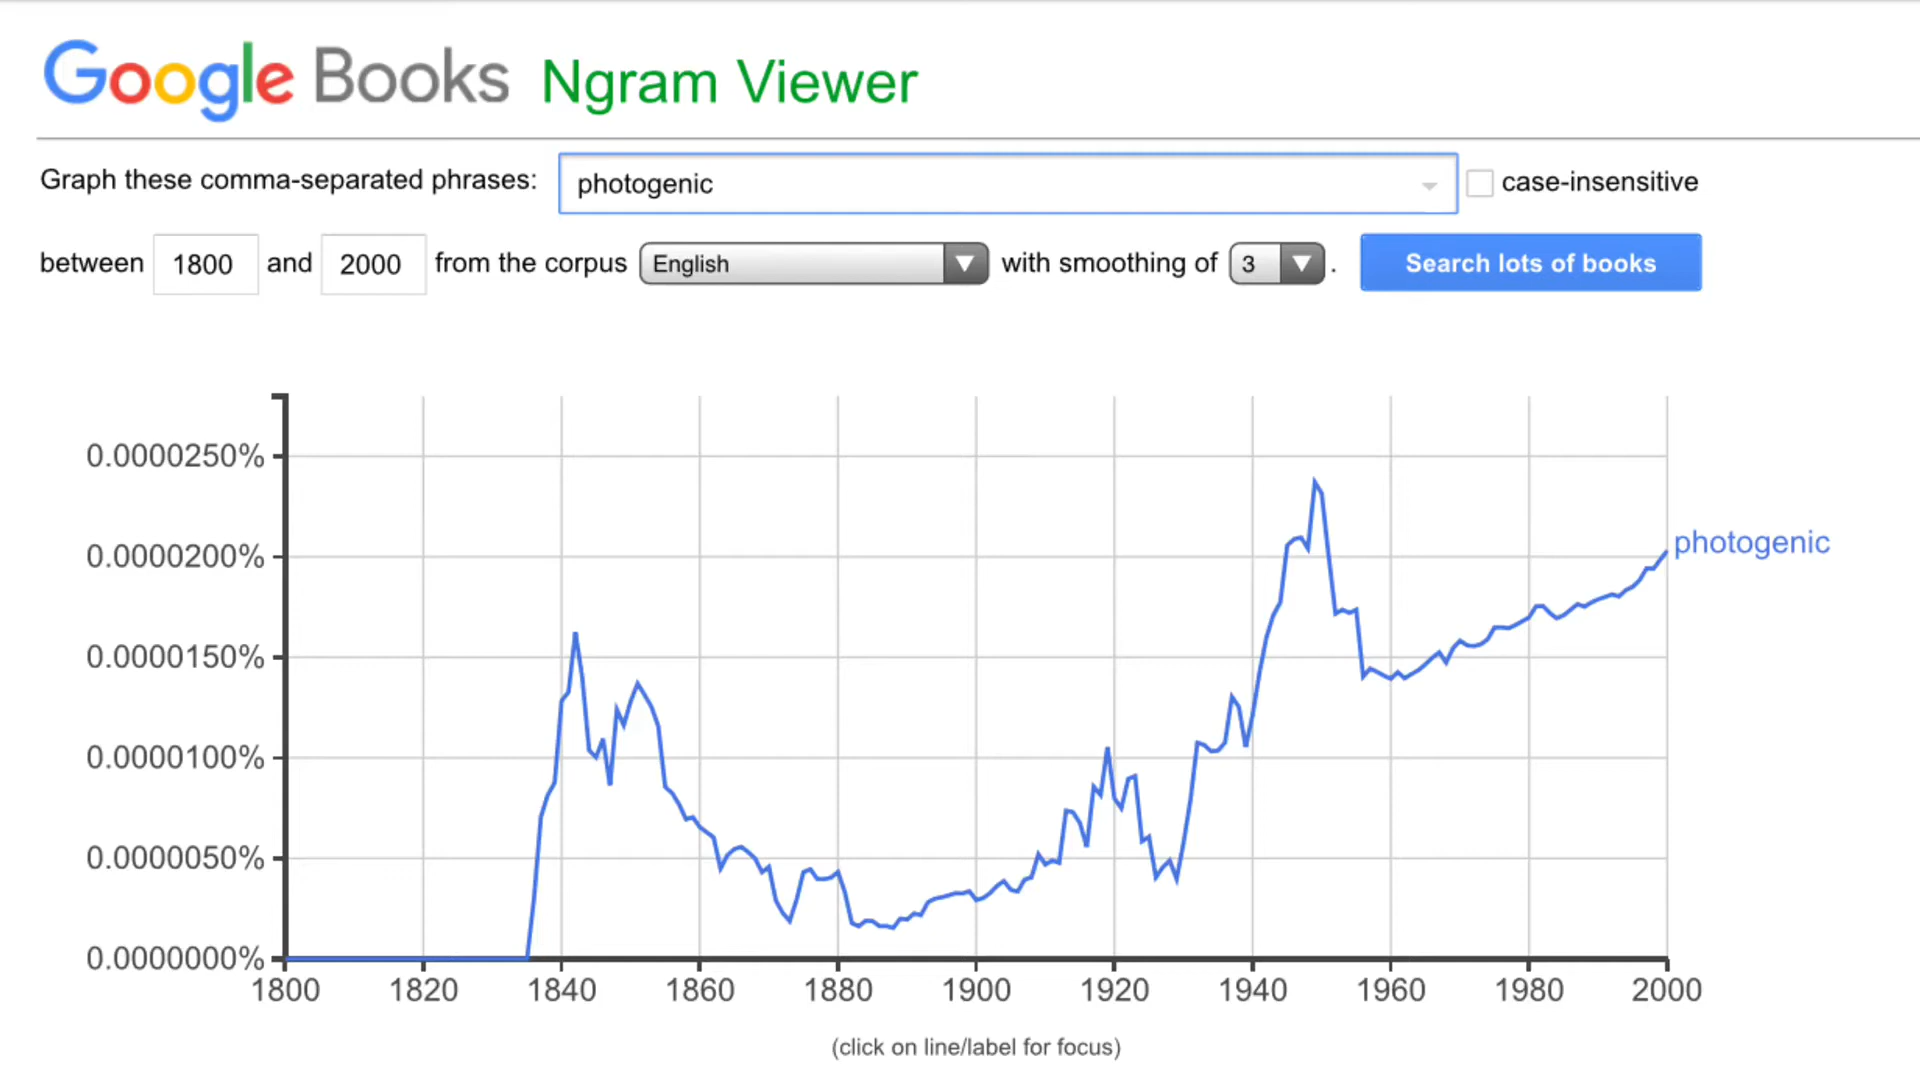 Google Books Ngram Viewer
Graph these comma-separated phrases: photogenic case-insensitive
between 1800 and 2000 from the corpus English with smoothing of 3 . Search lots of books
0.0000250%
0.0000200%
photogenic
0.0000150%
0.0000100%
0.0000050%
0.0000000%
1800 1820 1840 1860 1880 1900 1920 1940 1960 1980 2000
(click on line/label for focus)